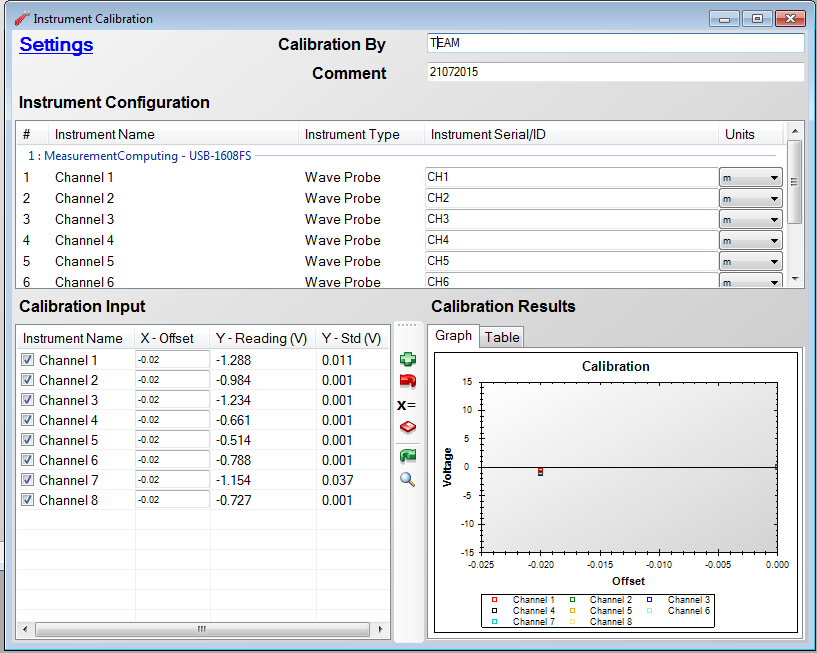 Instrument Calibration
Settings
Calibration By
TEAM
Comment
21072015
Instrument Configuration
# Instrument Name Instrument Type Instrument Serial/ID Units
1 : MeasurementComputing - USB-1608FS
1 Channel 1 Wave Probe CH1 m
2 Channel 2 Wave Probe CH2 m
3 Channel 3 Wave Probe CH3 m
4 Channel 4 Wave Probe CH4 m
5 Channel 5 Wave Probe CH5 m
6 Channel 6 Wave Probe CH6 m
Calibration Input
Instrument Name X - Offset Y - Reading (V) Y - Std (V)
Channel 1 -0.02 -1.288 0.011
Channel 2 -0.02 -0.984 0.001
Channel 3 -0.02 -1.234 0.001
Channel 4 -0.02 -0.661 0.001
Channel 5 -0.02 -0.514 0.001
Channel 6 -0.02 -0.788 0.001
Channel 7 -0.02 -1.154 0.037
Channel 8 -0.02 -0.727 0.001
X=
Calibration Results
Graph Table
Calibration
Voltage
15
10
5
0
-5
-10
-15
-0.025 -0.020 -0.015 -0.010 -0.005 0.000
Offset
Channel 1 Channel 2 Channel 3
Channel 4 Channel 5 Channel 6
Channel 7 Channel 8